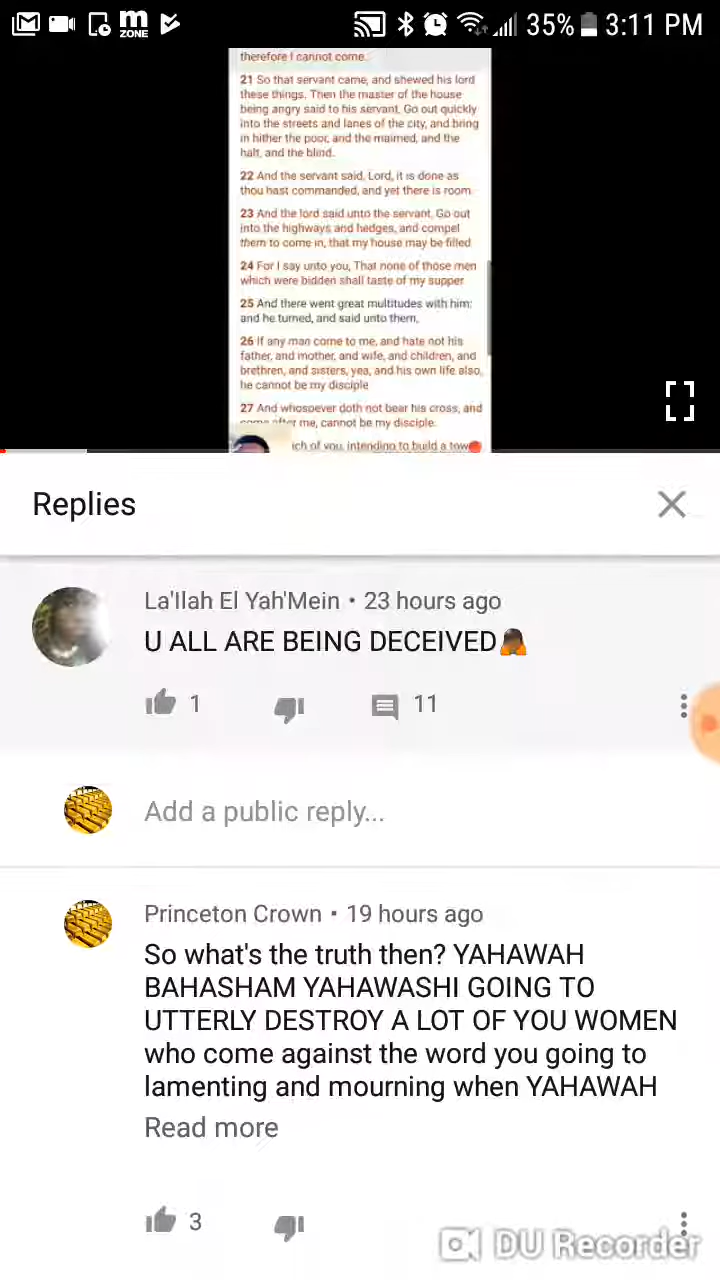 m
ZONE
35% 3:11 PM
therefore I cannot come.
21 So that servant came, and shewed his lord
these things. Then the master of the house
being angry said to his servant, Go out quickly
into the streets and lanes of the city, and bring
in hither the poor, and the maimed, and the
halt, and the blind.
22 And the servant said, Lord, it is done as
thou hast commanded, and yet there is room.
23 And the lord said unto the servant, Go out
into the highways and hedges, and compel
them to come in, that my house may be filled
24 For I say unto you, That none of those men
which were bidden shall taste of my supper
25 And there went great multitudes with him:
and he turned, and said unto them,
26 If any man come to me, and hate not his
father, and mother, and wife, and children, and
brethren, and sisters, yea, and his own life also,
he cannot be my disciple
27 And whosoever doth not bear his cross, and
come after me, cannot be my disciple.
ich of you, intending to build a tow
Replies
La'Ilah El Yah'Mein • 23 hours ago
U ALL ARE BEING DECEIVED
1 11
Add a public reply...
Princeton Crown • 19 hours ago
So what's the truth then? YAHAWAH
BAHASHAM YAHAWASHI GOING TO
UTTERLY DESTROY A LOT OF YOU WOMEN
who come against the word you going to
lamenting and mourning when YAHAWAH
Read more
3
DU Recorder